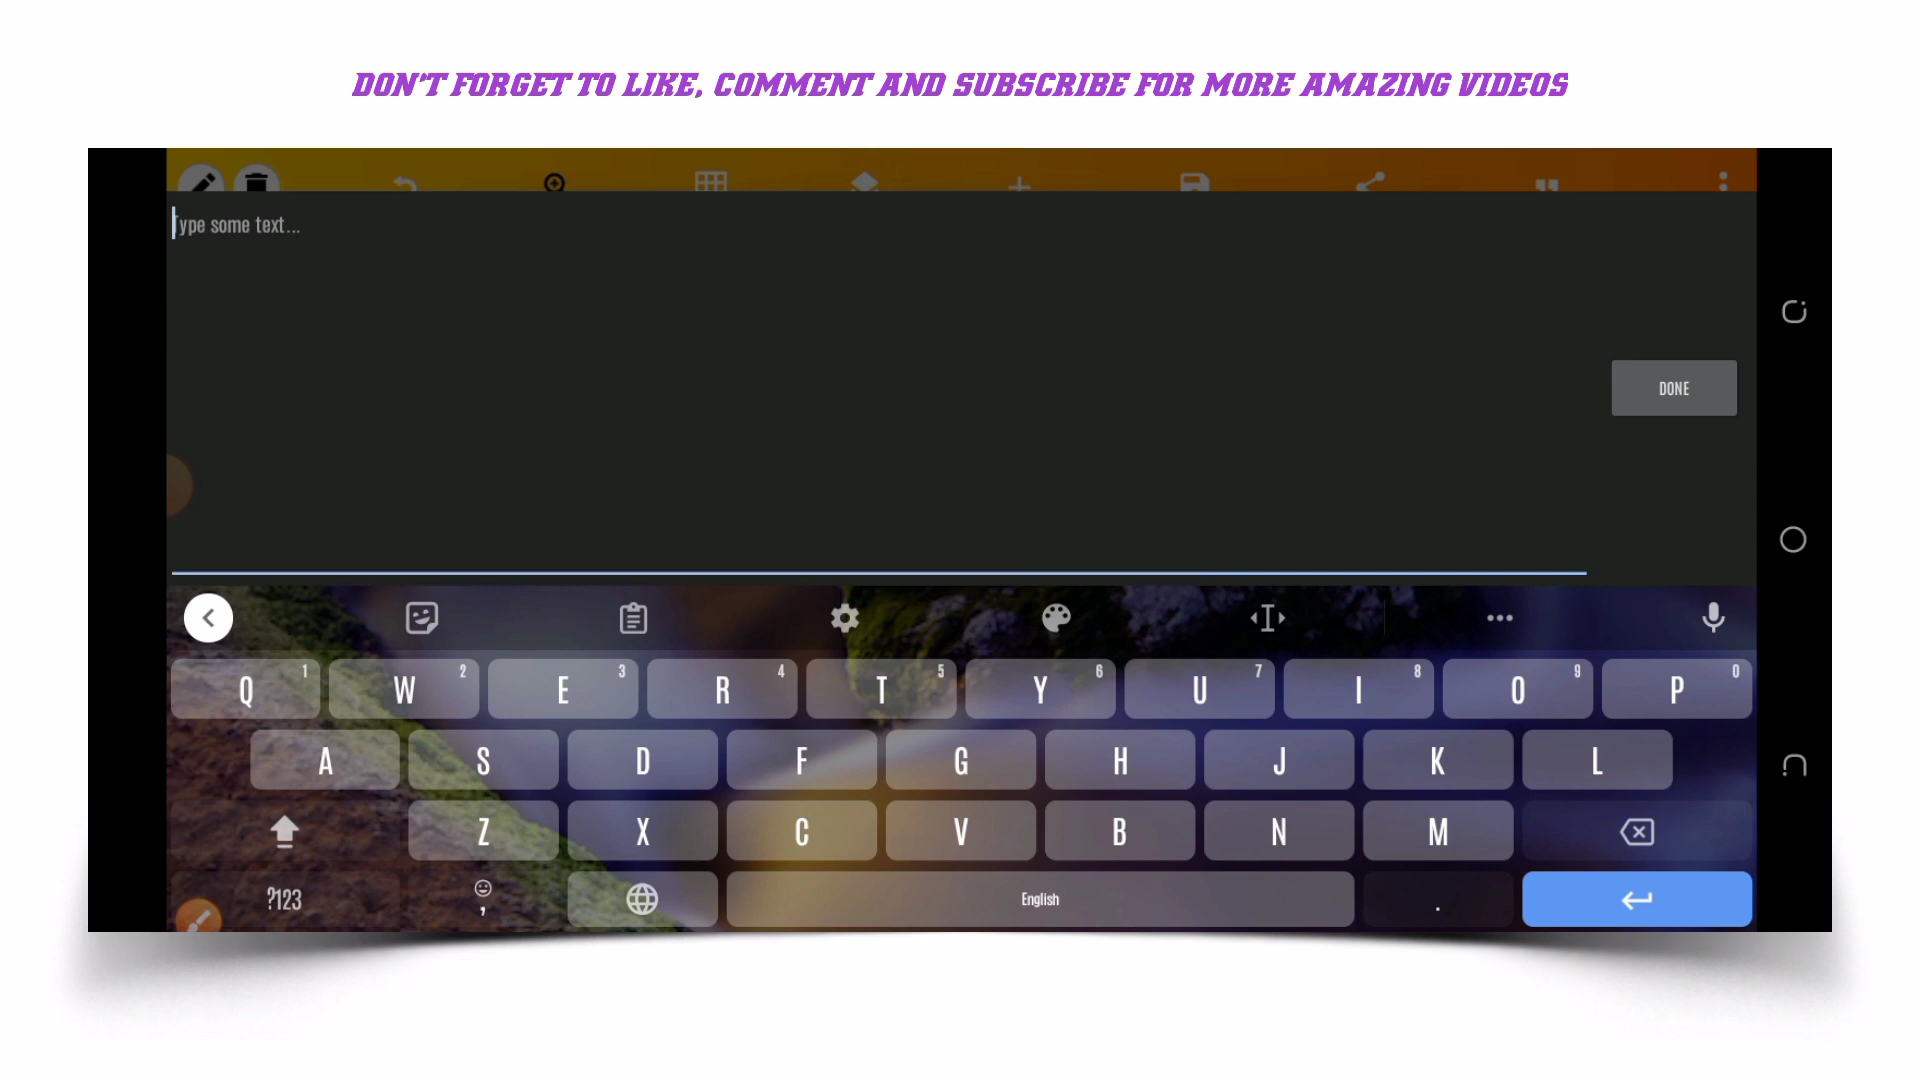 DON'T FORGET TO LIKE, COMMENT AND SUBSCRIBE FOR MORE AMAZING VIDEOS
Type some text...
DONE
Q 1 W 2 E 3 R 4 T 5 Y 6 U 7 I 8 O 9 P 0
A S D F G H J K L
Z X C V B N M
?123 , English .